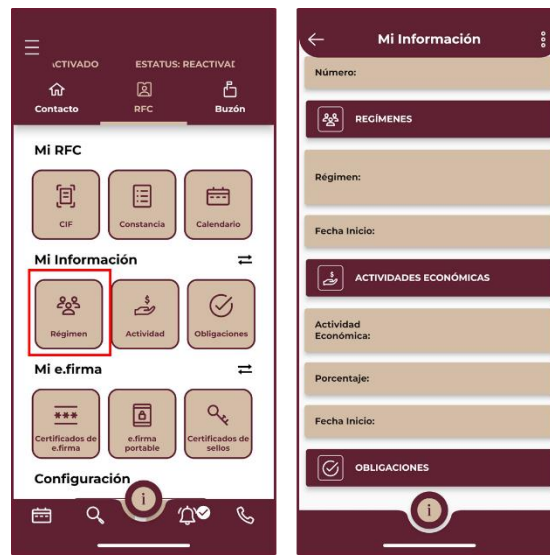 ACTIVADO ESTATUS: REACTIVAD
Contacto RFC Buzón
Mi RFC
CIF Constancia Calendario
Mi Información
Régimen Actividad Obligaciones
Mi e.firma
***
Certificados de
e.firma
e.firma
portable
Certificados de
sellos
Configuración
i
Mi Información
Número:
REGÍMENES
Régimen:
Fecha Inicio:
$
ACTIVIDADES ECONÓMICAS
Actividad
Económica:
Porcentaje:
Fecha Inicio:
OBLIGACIONES
i